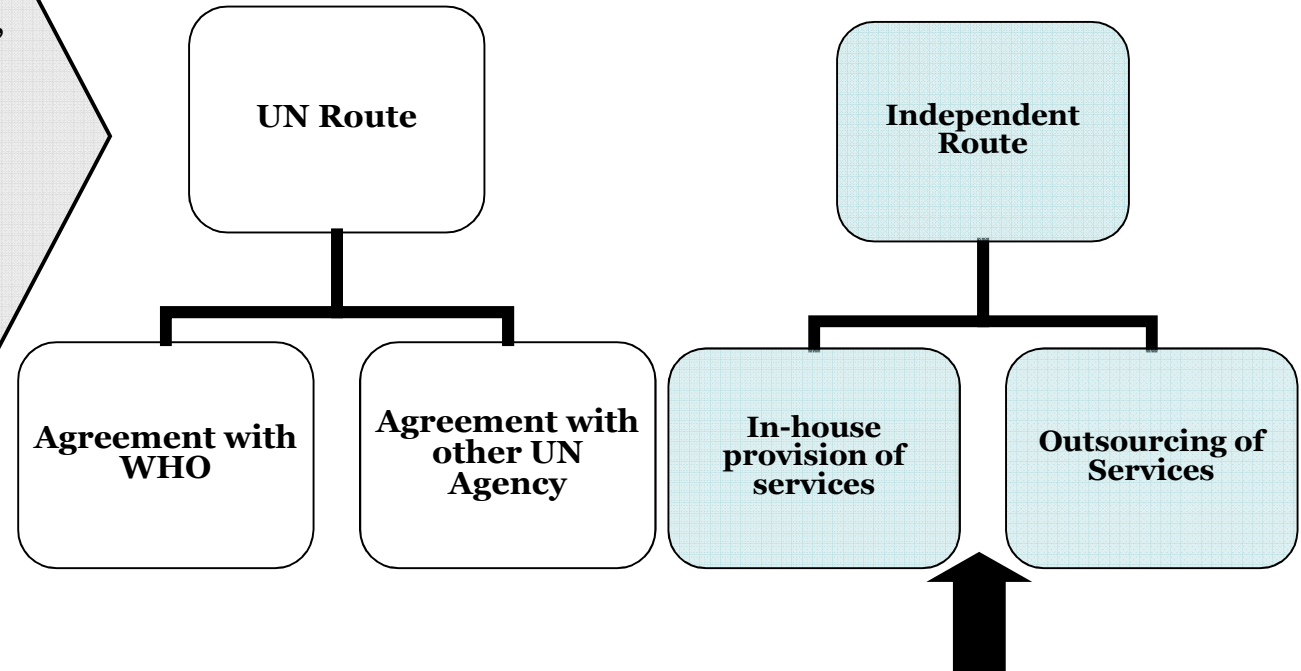 UN Route
Independent
Route
Agreement with
WHO
Agreement with
other UN
Agency
In-house
provision of
services
Outsourcing of
Services